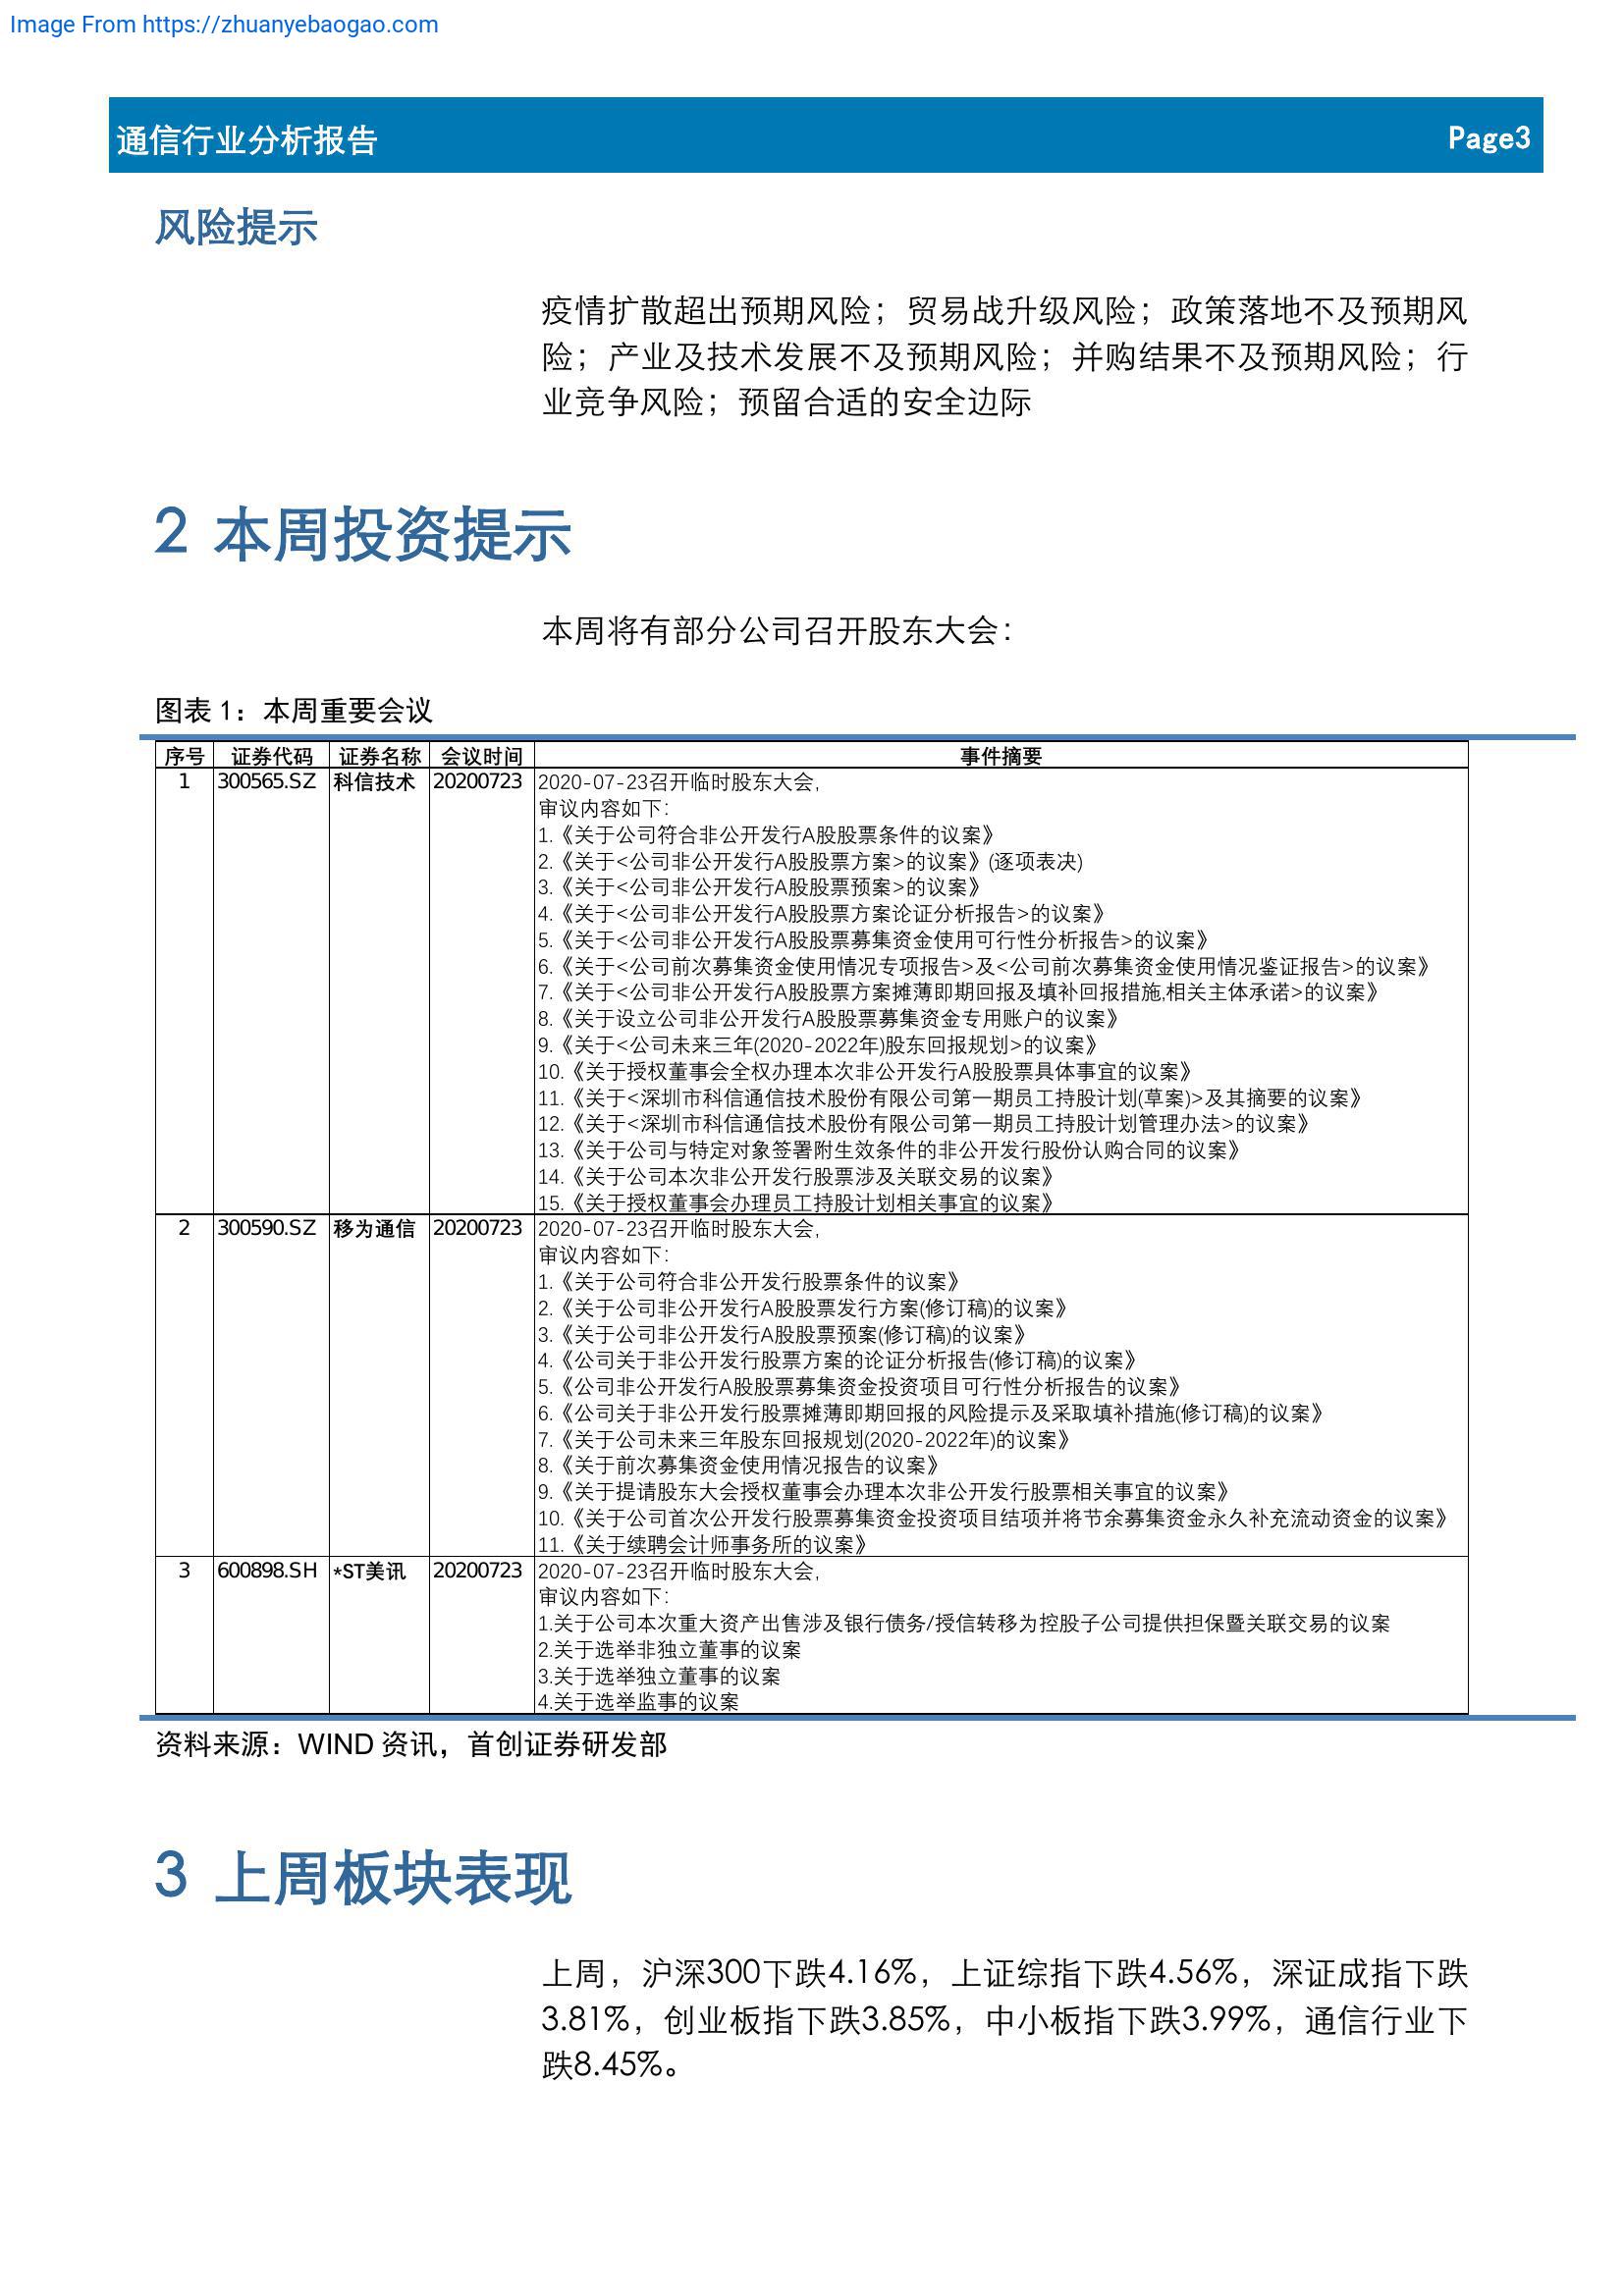 Image From https://zhuanyebaogao.com
通信行业分析报告 Page3
风险提示
疫情扩散超出预期风险；贸易战升级风险；政策落地不及预期风
险；产业及技术发展不及预期风险；并购结果不及预期风险；行
业竞争风险；预留合适的安全边际
2 本周投资提示
本周将有部分公司召开股东大会：
图表 1：本周重要会议
序号 证券代码 证券名称 会议时间 事件摘要
1 300565.SZ 科信技术 20200723 2020-07-23召开临时股东大会,
审议内容如下:
1.《关于公司符合非公开发行A股股票条件的议案》
2.《关于<公司非公开发行A股股票方案>的议案》(逐项表决)
3.《关于<公司非公开发行A股股票预案>的议案》
4.《关于<公司非公开发行A股股票方案论证分析报告>的议案》
5.《关于<公司非公开发行A股股票募集资金使用可行性分析报告>的议案》
6.《关于<公司前次募集资金使用情况专项报告>及<公司前次募集资金使用情况鉴证报告>的议案》
7.《关于<公司非公开发行A股股票方案摊薄即期回报及填补回报措施,相关主体承诺>的议案》
8.《关于设立公司非公开发行A股股票募集资金专用账户的议案》
9.《关于<公司未来三年(2020-2022年)股东回报规划>的议案》
10.《关于授权董事会全权办理本次非公开发行A股股票具体事宜的议案》
11.《关于<深圳市科信通信技术股份有限公司第一期员工持股计划(草案)>及其摘要的议案》
12.《关于<深圳市科信通信技术股份有限公司第一期员工持股计划管理办法>的议案》
13.《关于公司与特定对象签署附生效条件的非公开发行股份认购合同的议案》
14.《关于公司本次非公开发行股票涉及关联交易的议案》
15.《关于授权董事会办理员工持股计划相关事宜的议案》
2 300590.SZ 移为通信 20200723 2020-07-23召开临时股东大会,
审议内容如下:
1.《关于公司符合非公开发行股票条件的议案》
2.《关于公司非公开发行A股股票发行方案(修订稿)的议案》
3.《关于公司非公开发行A股股票预案(修订稿)的议案》
4.《公司关于非公开发行股票方案的论证分析报告(修订稿)的议案》
5.《公司非公开发行A股股票募集资金投资项目可行性分析报告的议案》
6.《公司关于非公开发行股票摊薄即期回报的风险提示及采取填补措施(修订稿)的议案》
7.《关于公司未来三年股东回报规划(2020-2022年)的议案》
8.《关于前次募集资金使用情况报告的议案》
9.《关于提请股东大会授权董事会办理本次非公开发行股票相关事宜的议案》
10.《关于公司首次公开发行股票募集资金投资项目结项并将节余募集资金永久补充流动资金的议案》
11.《关于续聘会计师事务所的议案》
3 600898.SH *ST美讯 20200723 2020-07-23召开临时股东大会,
审议内容如下:
1.关于公司本次重大资产出售涉及银行债务/授信转移为控股子公司提供担保暨关联交易的议案
2.关于选举非独立董事的议案
3.关于选举独立董事的议案
4.关于选举监事的议案
资料来源：WIND 资讯，首创证券研发部
3 上周板块表现
上周，沪深300下跌4.16%，上证综指下跌4.56%，深证成指下跌
3.81%，创业板指下跌3.85%，中小板指下跌3.99%，通信行业下
跌8.45%。